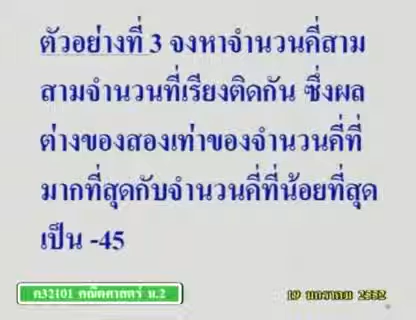 ตัวอย่างที่ 3 จงหาจำนวนคี่สาม
สามจำนวนที่เรียงติดกัน ซึ่งผล
ต่างของสองเท่าของจำนวนคี่ที่
มากที่สุดกับจำนวนคี่ที่น้อยที่สุด
เป็น -45
ค32101 คณิตศาสตร์ ม.2
19 มกราคม 2552